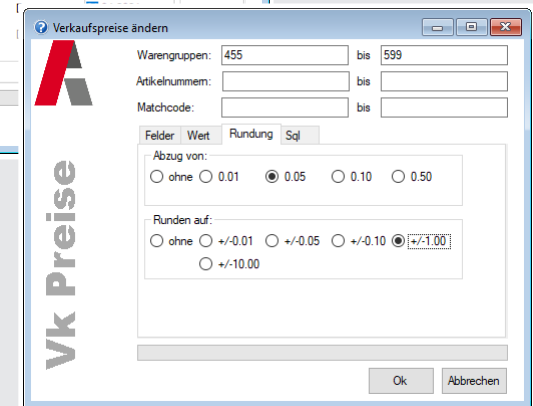 Verkaufspreise ändern
Warengruppen: 455 bis 599
Artikelnummern: bis
Matchcode: bis
Felder Wert Rundung Sql
Abzug von:
ohne 0.01 0.05 0.10 0.50
Runden auf:
ohne +/-0.01 +/-0.05 +/-0.10 +/-1.00
+/-10.00
Vk Preise
Ok Abbrechen